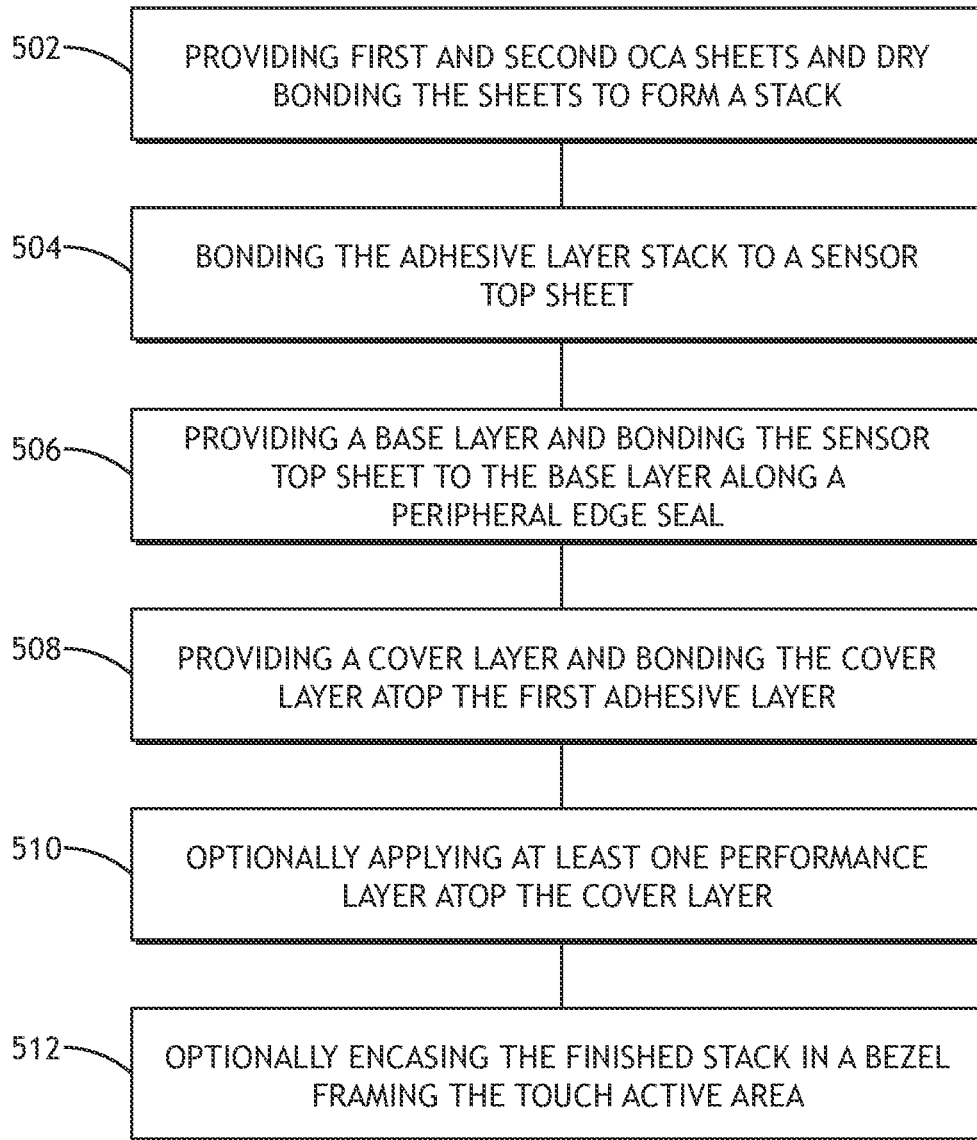 502
PROVIDING FIRST AND SECOND OCA SHEETS AND DRY
BONDING THE SHEETS TO FORM A STACK
504
BONDING THE ADHESIVE LAYER STACK TO A SENSOR
TOP SHEET
506
PROVIDING A BASE LAYER AND BONDING THE SENSOR
TOP SHEET TO THE BASE LAYER ALONG A
PERIPHERAL EDGE SEAL
508
PROVIDING A COVER LAYER AND BONDING THE COVER
LAYER ATOP THE FIRST ADHESIVE LAYER
510
OPTIONALLY APPLYING AT LEAST ONE PERFORMANCE
LAYER ATOP THE COVER LAYER
512
OPTIONALLY ENCASING THE FINISHED STACK IN A BEZEL
FRAMING THE TOUCH ACTIVE AREA